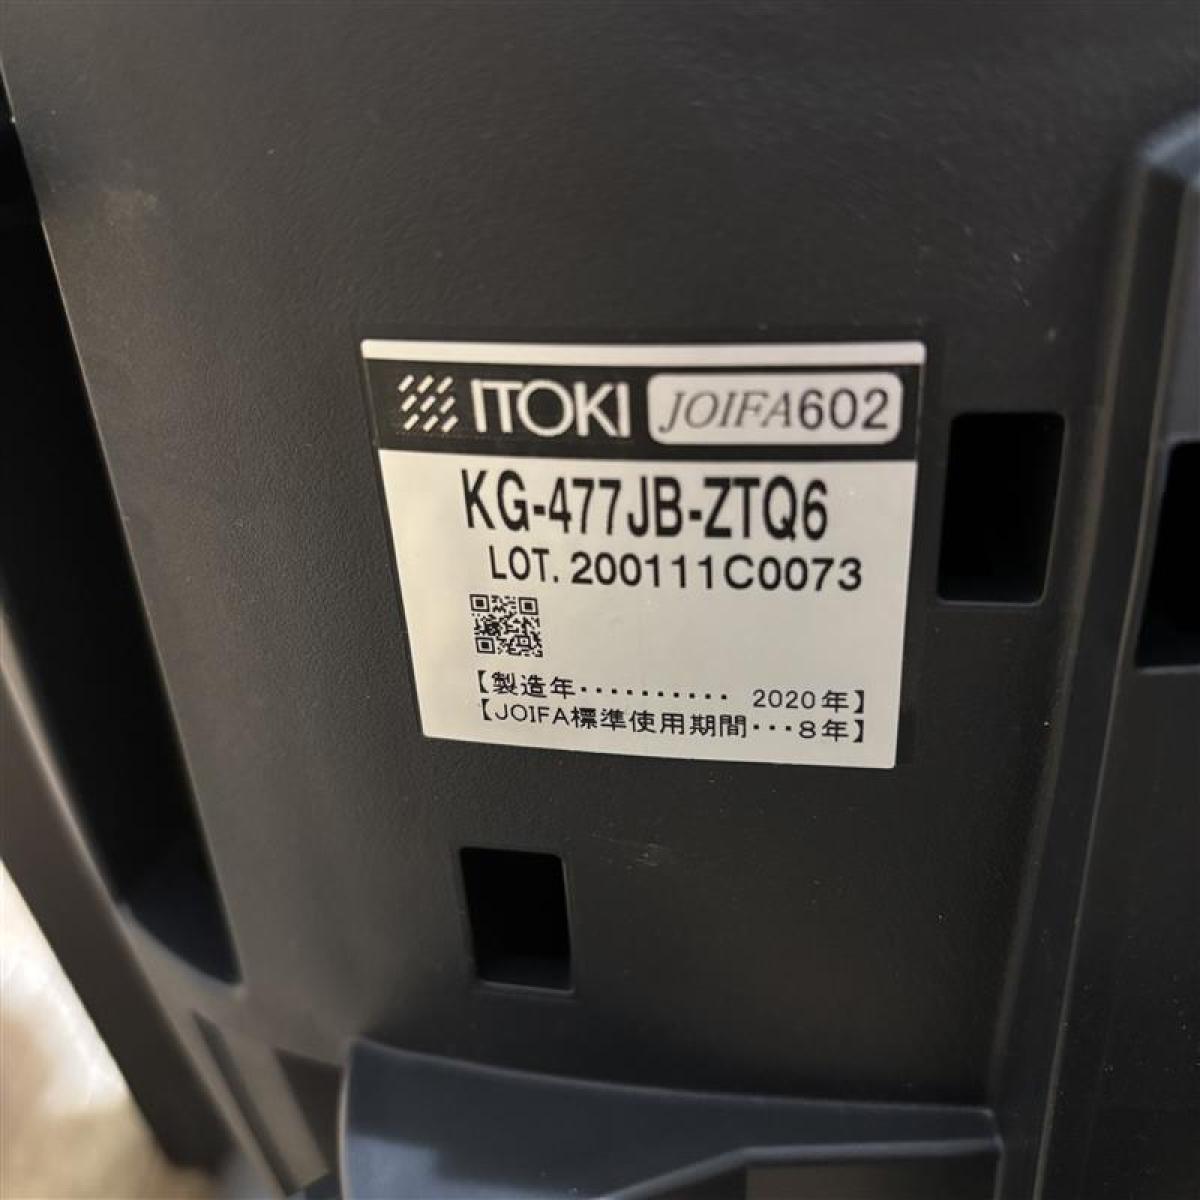 ITOKI JOIFA602
KG-477JB-ZTQ6
LOT. 200111C0073
【製造年・・・・・・・・・・ 2020年】
【JOIFA標準使用期間・・・8年】